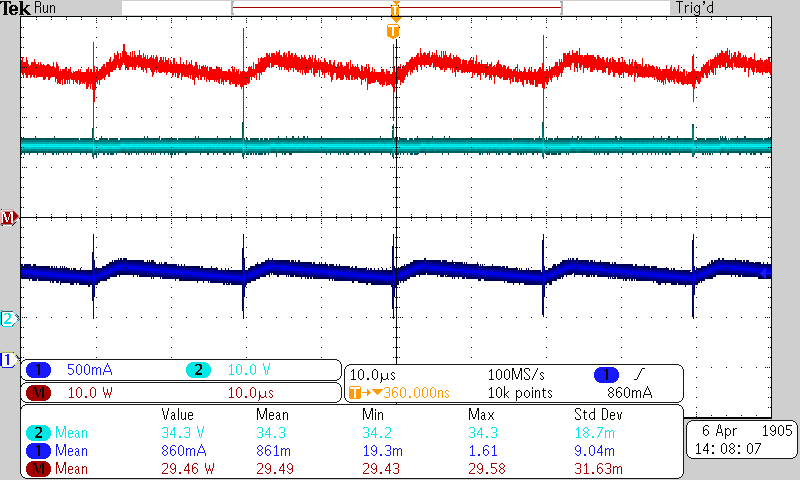 Tek Run Trig'd
T
T
M
2
1
1 500mA 2 10.0 V
M 10.0 W 10.0µs
10.0µs 100MS/s 1 860mA
T→▼360.000ns 10k points
Value Mean Min Max Std Dev
2 Mean 34.3 V 34.3 34.2 34.3 18.7m
1 Mean 860mA 861m 19.3m 1.61 9.04m
M Mean 29.46 W 29.49 29.43 29.58 31.63m
6 Apr 1905
14:08:07